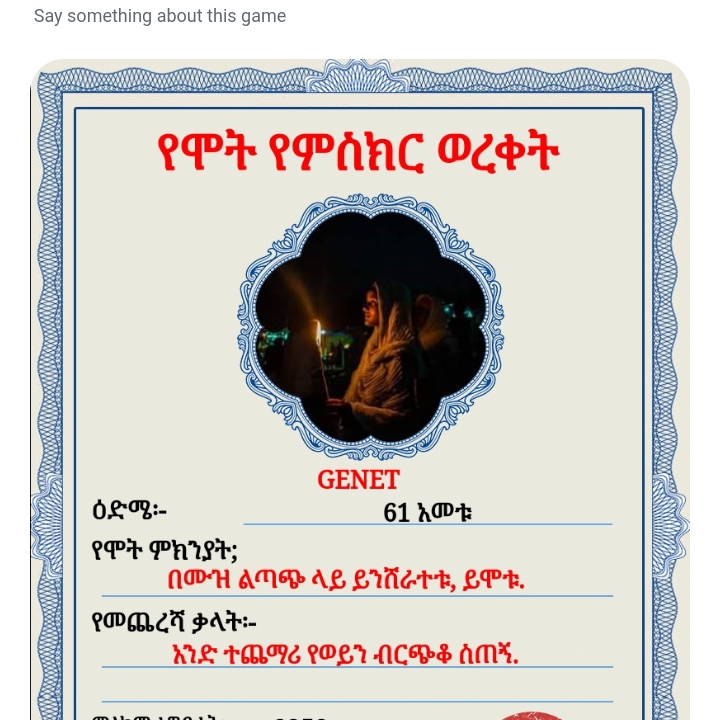 Say something about this game
የሞት የምስክር ወረቀት
GENET
ዕድሜ፡- 61 አመቱ
የሞት ምክንያት;
በሙዝ ልጣጭ ላይ ይንሸራተቱ, ይሞቱ.
የመጨረሻ ቃላት፡-
አንድ ተጨማሪ የወይን ብርጭቆ ስጠኝ.